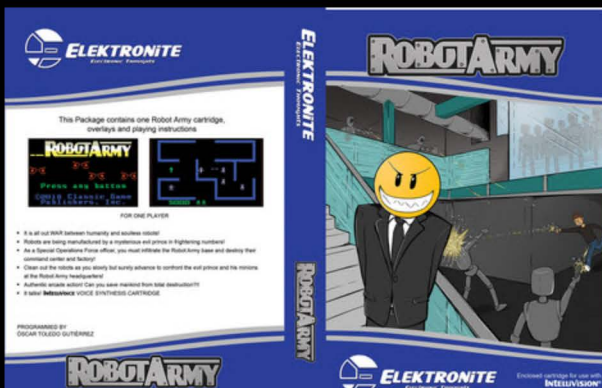 ELEKTRONITE
ELECTRONIC THOUGHTS
This Package contains one Robot Army cartridge,
overlays and playing instructions
ROBOTARMY
Press any button
©2010 Classic Game
Publishers, Inc.
FOR ONE PLAYER
• It is all out WAR between humanity and soulless robots!
• Robots are being manufactured by a mysterious evil prince in frightening numbers!
• As a Special Operations Force officer, you must infiltrate the Robot Army base and destroy their
command center and factory!
• Clean out the robots as you slowly but surely advance to confront the evil prince and his minions
at the Robot Army headquarters!
• Authentic arcade action! Can you save mankind from total destruction?!!
• It talks! INTELLIVOICE VOICE SYNTHESIS CARTRIDGE
PROGRAMMED BY
ÓSCAR TOLEDO GUTIÉRREZ
ROBOTARMY
ELEKTRONITE
ELECTRONIC THOUGHTS
ROBOTARMY
ROBOTARMY
ELEKTRONITE
ELECTRONIC THOUGHTS
Enclosed cartridge for use with
INTELLIVISION